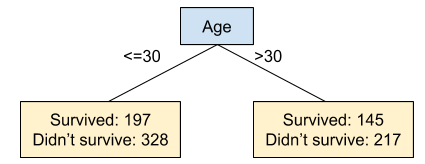 Age
<=30
>30
Survived: 197
Didn’t survive: 328
Survived: 145
Didn’t survive: 217